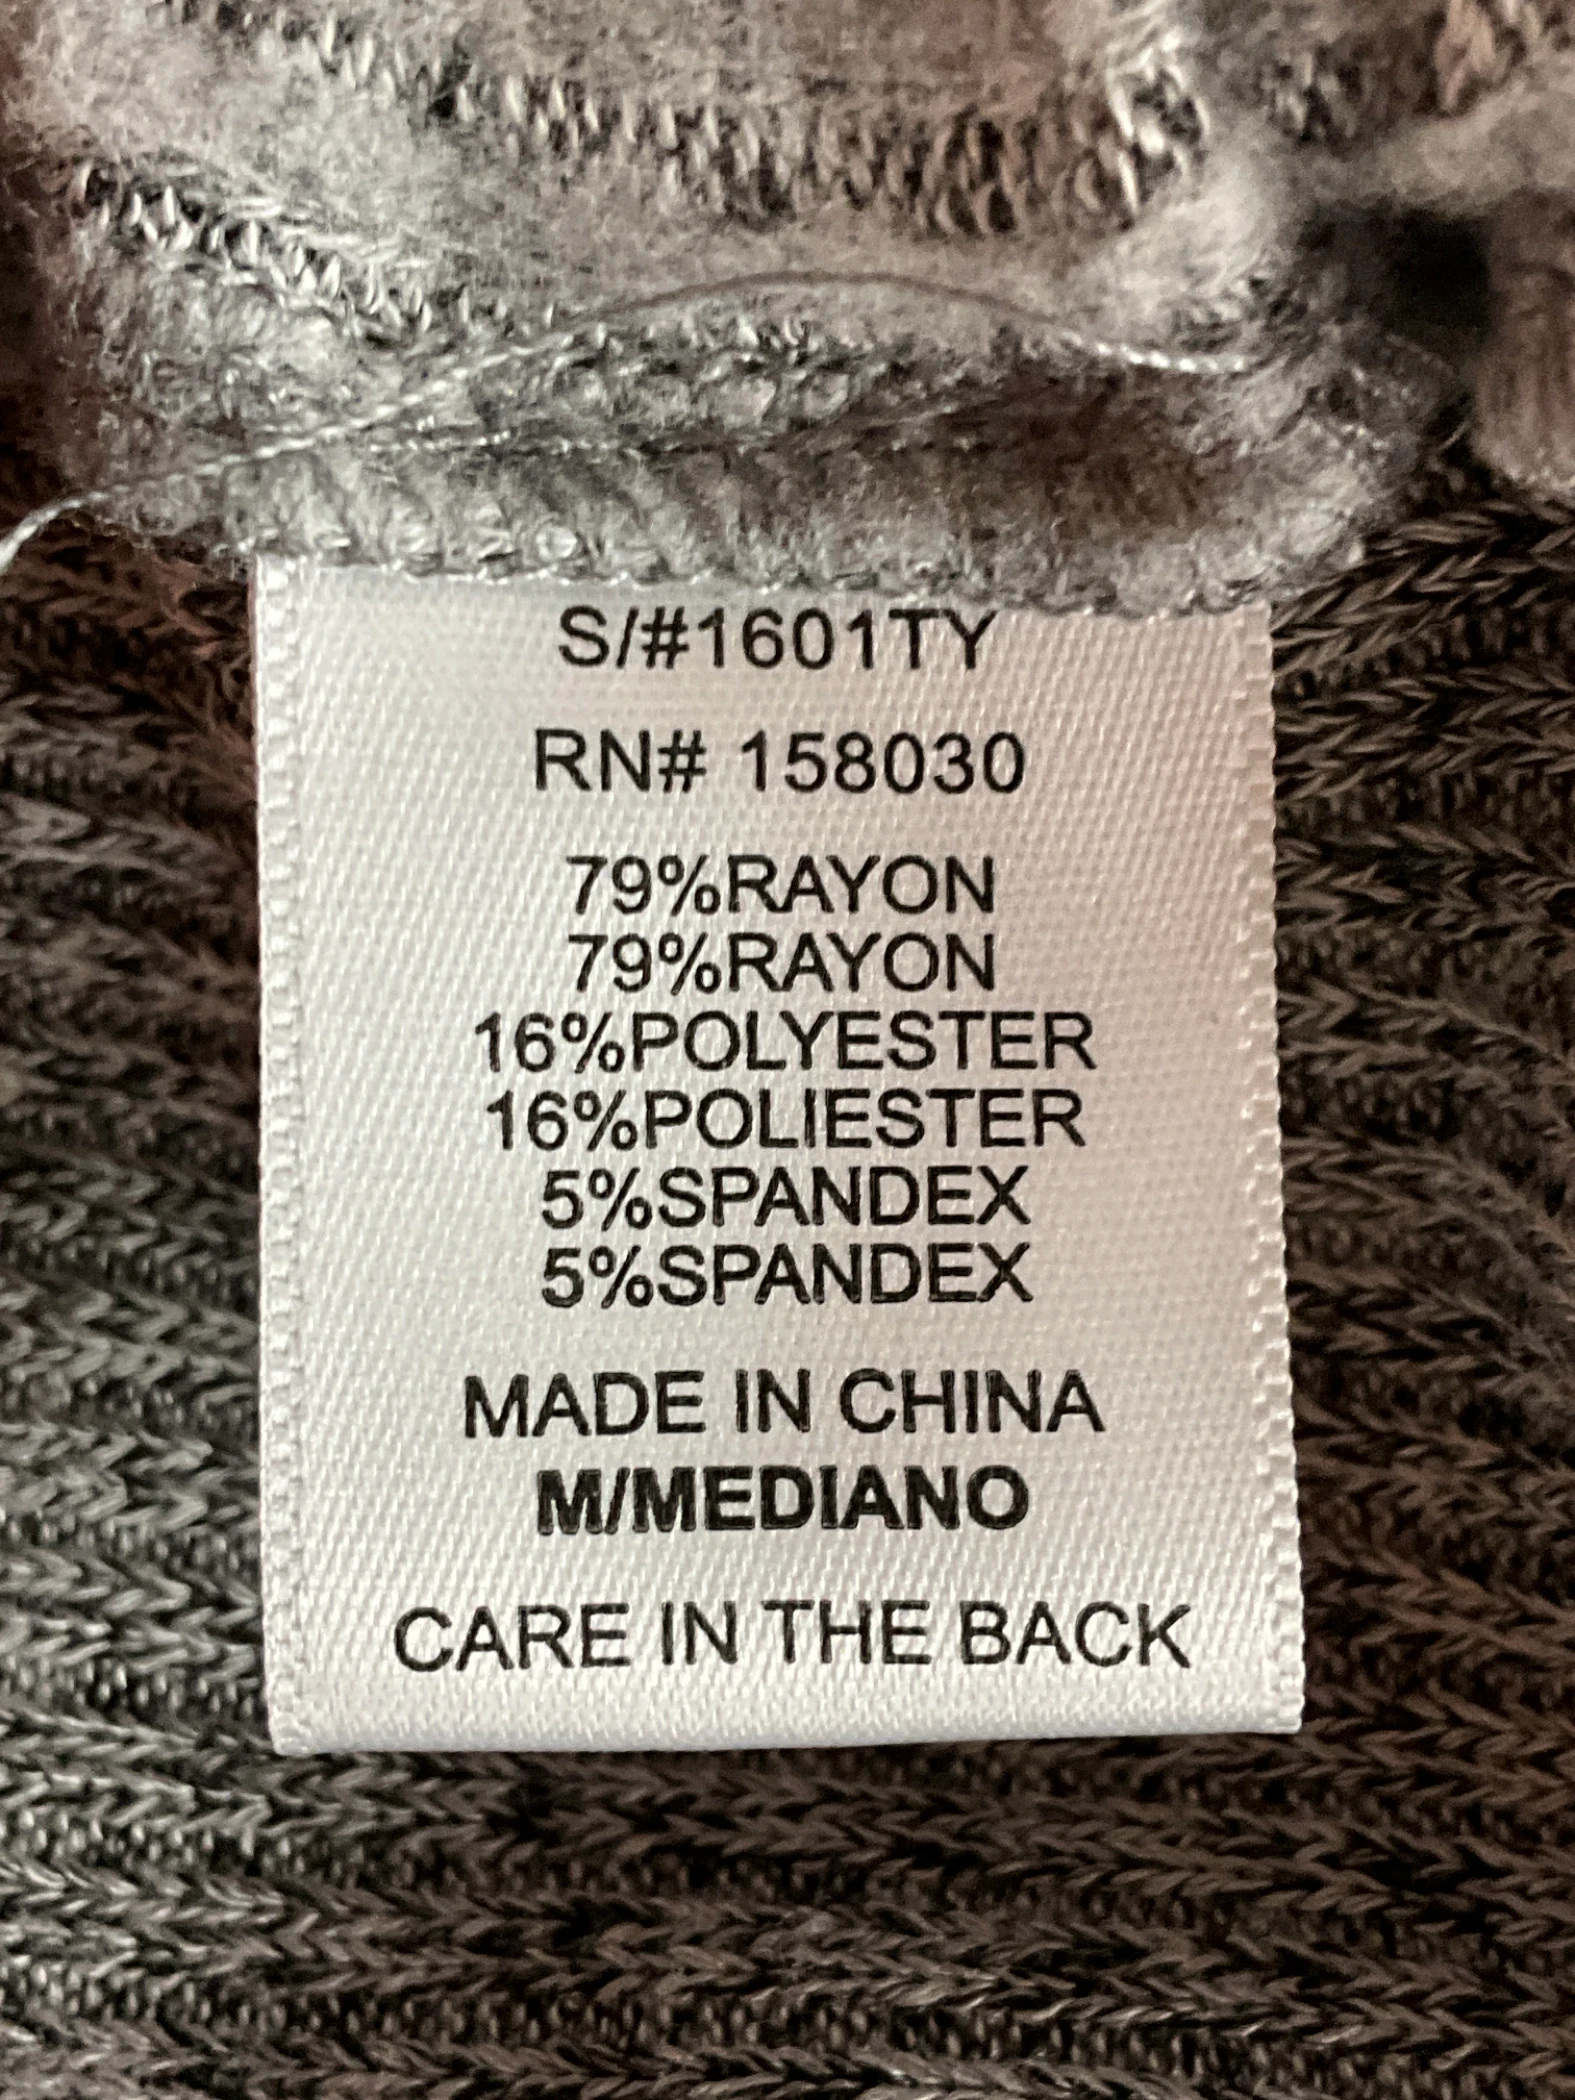 S/#1601TY
RN# 158030
79%RAYON
79%RAYON
16%POLYESTER
16%POLIESTER
5%SPANDEX
5%SPANDEX
MADE IN CHINA
M/MEDIANO
CARE IN THE BACK